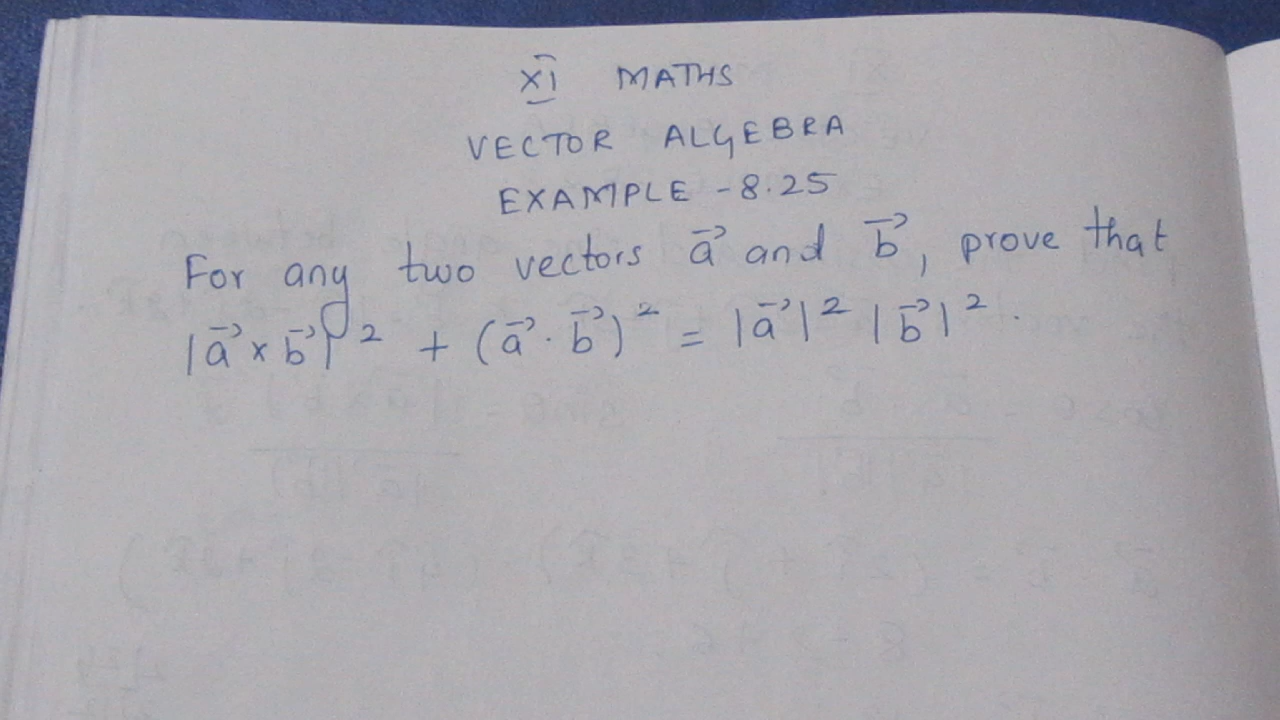 XI MATHS
VECTOR ALGEBRA
EXAMPLE - 8.25
For any two vectors a⃗ and b⃗, prove that
|a⃗ × b⃗|² + (a⃗ · b⃗)² = |a⃗|² |b⃗|².